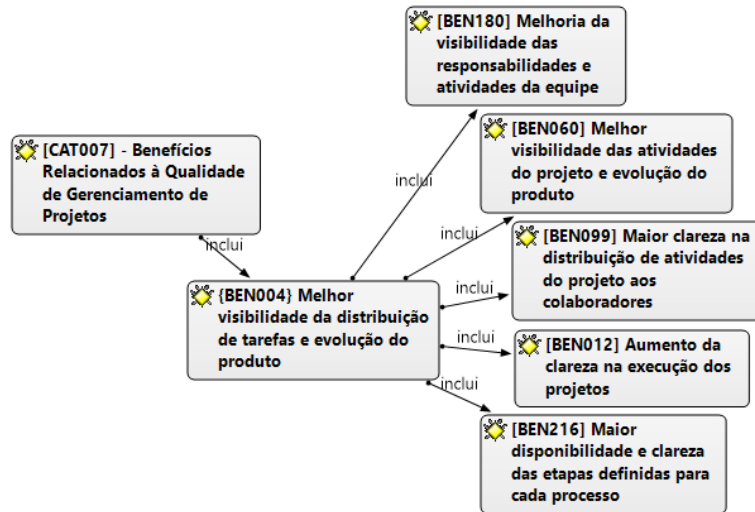 [BEN180] Melhoria da
visibilidade das
responsabilidades e
atividades da equipe
inclui
[BEN060] Melhor
visibilidade das atividades
do projeto e evolução do
produto
[CAT007] - Benefícios
Relacionados à Qualidade
de Gerenciamento de
Projetos
inclui
inclui
[BEN099] Maior clareza na
distribuição de atividades
do projeto aos
colaboradores
{BEN004} Melhor
visibilidade da distribuição
de tarefas e evolução do
produto
inclui
inclui
[BEN012] Aumento da
clareza na execução dos
projetos
inclui
[BEN216] Maior
disponibilidade e clareza
das etapas definidas para
cada processo